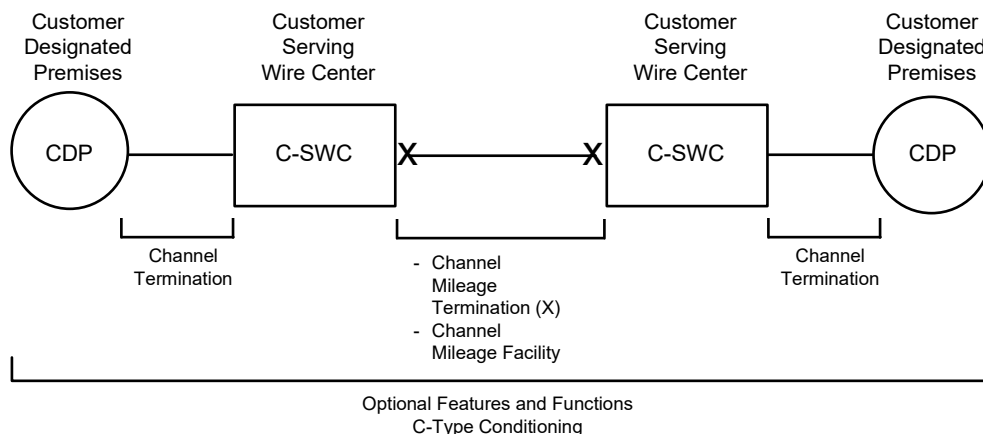 Customer
Designated
Premises
Customer
Serving
Wire Center
Customer
Serving
Wire Center
Customer
Designated
Premises
CDP
C-SWC
X
X
C-SWC
CDP
Channel
Termination
- Channel
Mileage
Termination (X)
- Channel
Mileage Facility
Channel
Termination
Optional Features and Functions
C-Type Conditioning